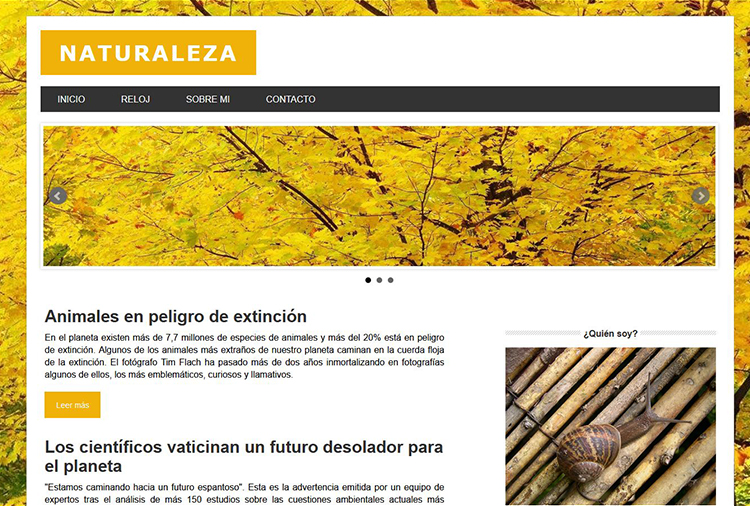 NATURALEZA
INICIO RELOJ SOBRE MI CONTACTO
Animales en peligro de extinción
En el planeta existen más de 7,7 millones de especies de animales y más del 20% está en peligro
de extinción. Algunos de los animales más extraños de nuestro planeta caminan en la cuerda floja
de la extinción. El fotógrafo Tim Flach ha pasado más de dos años inmortalizando en fotografías
algunos de ellos, los más emblemáticos, curiosos y llamativos.
Leer más
Los científicos vaticinan un futuro desolador para
el planeta
"Estamos caminando hacia un futuro espantoso". Esta es la advertencia emitida por un equipo de
expertos tras el análisis de más 150 estudios sobre las cuestiones ambientales actuales más
¿Quién soy?